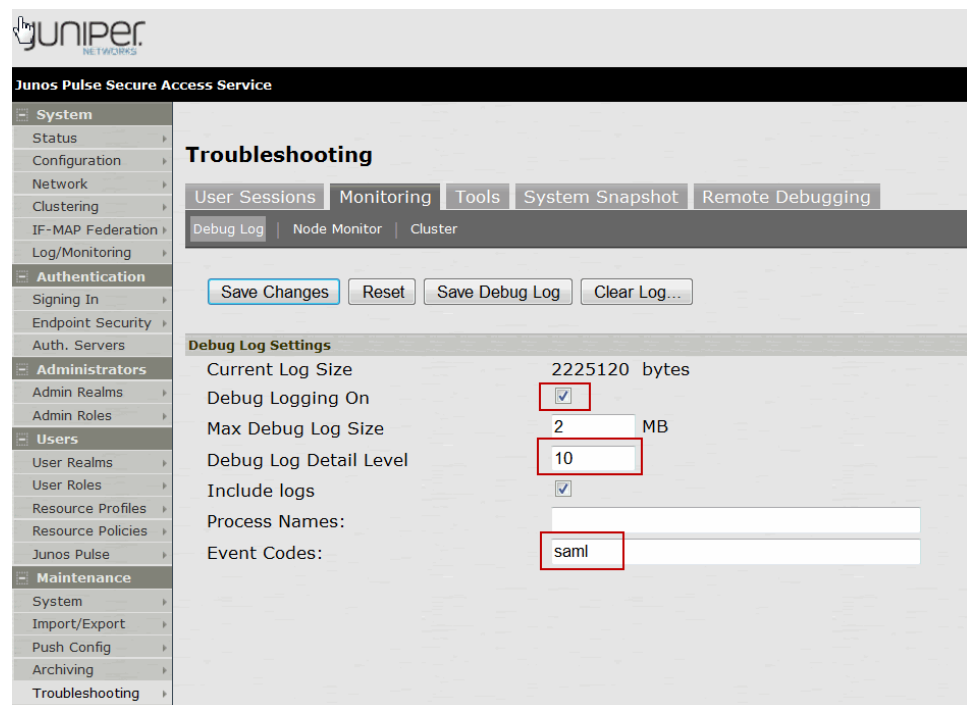 JUNIPER
NETWORKS
Junos Pulse Secure Access Service
System
Status
Configuration
Network
Clustering
IF-MAP Federation
Log/Monitoring
Authentication
Signing In
Endpoint Security
Auth. Servers
Administrators
Admin Realms
Admin Roles
Users
User Realms
User Roles
Resource Profiles
Resource Policies
Junos Pulse
Maintenance
System
Import/Export
Push Config
Archiving
Troubleshooting
Troubleshooting
User Sessions Monitoring Tools System Snapshot Remote Debugging
Debug Log | Node Monitor | Cluster
Save Changes Reset Save Debug Log Clear Log...
Debug Log Settings
Current Log Size 2225120 bytes
Debug Logging On
Max Debug Log Size 2 MB
Debug Log Detail Level 10
Include logs
Process Names:
Event Codes: saml